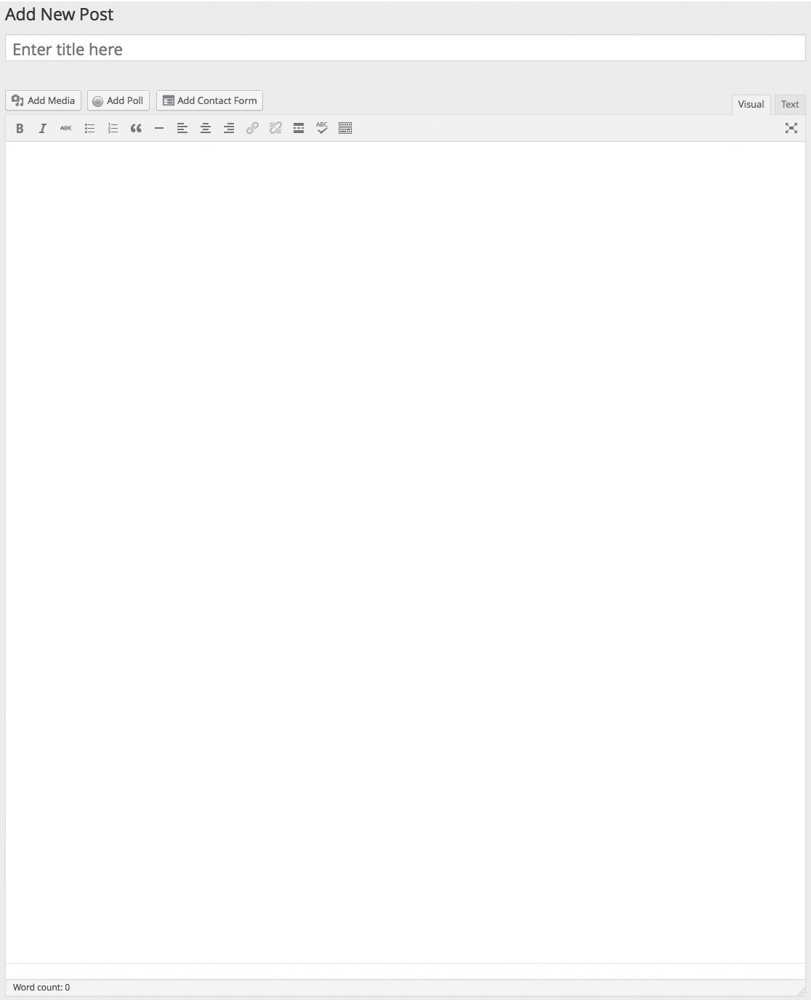 Add New Post
Enter title here
Add Media Add Poll Add Contact Form
Visual Text
B I ABC ABC
Word count: 0